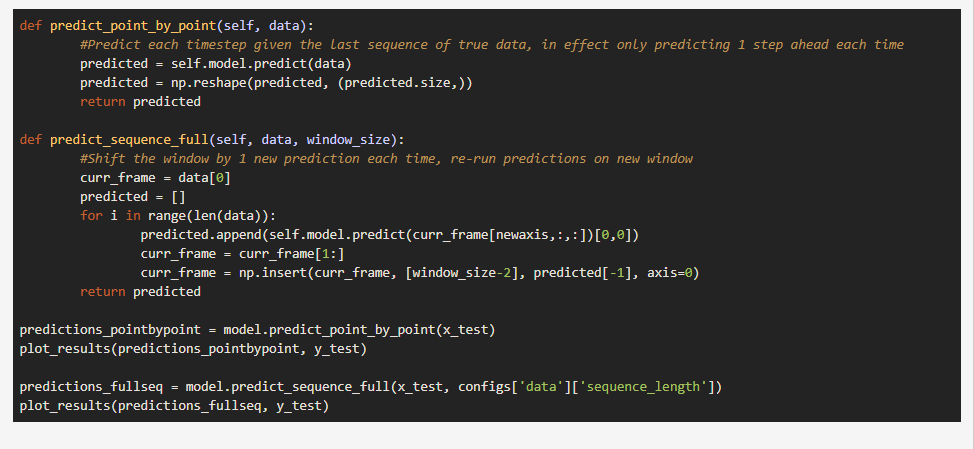 def predict_point_by_point(self, data):
#Predict each timestep given the last sequence of true data, in effect only predicting 1 step ahead each time
predicted = self.model.predict(data)
predicted = np.reshape(predicted, (predicted.size,))
return predicted
def predict_sequence_full(self, data, window_size):
#Shift the window by 1 new prediction each time, re-run predictions on new window
curr_frame = data[0]
predicted = []
for i in range(len(data)):
predicted.append(self.model.predict(curr_frame[newaxis,:,:])[0,0])
curr_frame = curr_frame[1:]
curr_frame = np.insert(curr_frame, [window_size-2], predicted[-1], axis=0)
return predicted
predictions_pointbypoint = model.predict_point_by_point(x_test)
plot_results(predictions_pointbypoint, y_test)
predictions_fullseq = model.predict_sequence_full(x_test, configs['data']['sequence_length'])
plot_results(predictions_fullseq, y_test)